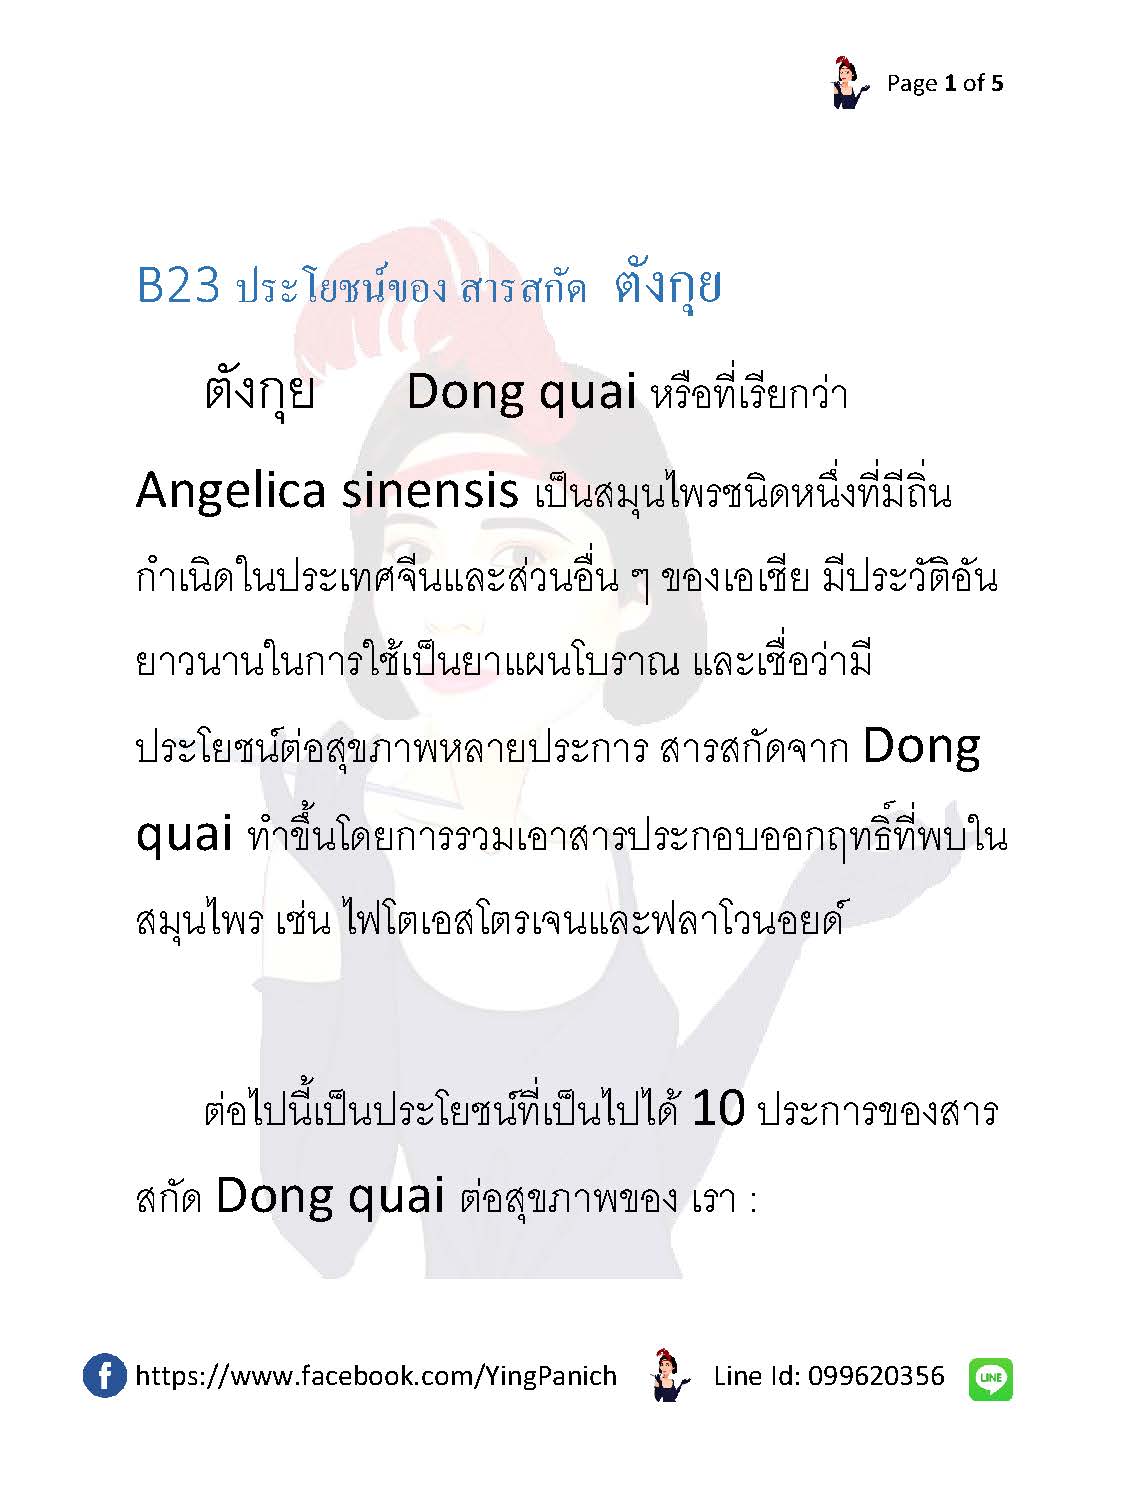 Page 1 of 5
B23 ประโยชน์ของ สารสกัด ตังกุย
ตังกุย Dong quai หรือที่เรียกว่า
Angelica sinensis เป็นสมุนไพรชนิดหนึ่งที่มีถิ่น
กำเนิดในประเทศจีนและส่วนอื่น ๆ ของเอเชีย มีประวัติอัน
ยาวนานในการใช้เป็นยาแผนโบราณ และเชื่อว่ามี
ประโยชน์ต่อสุขภาพหลายประการ สารสกัดจาก Dong
quai ทำขึ้นโดยการรวมเอาสารประกอบออกฤทธิ์ที่พบใน
สมุนไพร เช่น ไฟโตเอสโตรเจนและฟลาโวนอยด์
ต่อไปนี้เป็นประโยชน์ที่เป็นไปได้ 10 ประการของสาร
สกัด Dong quai ต่อสุขภาพของ เรา :
https://www.facebook.com/YingPanich Line Id: 099620356 LINE